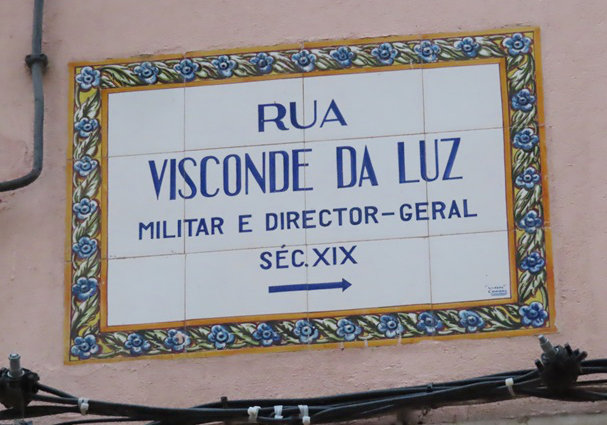 RUA
VISCONDE DA LUZ
MILITAR E DIRECTOR-GERAL
SÉC. XIX